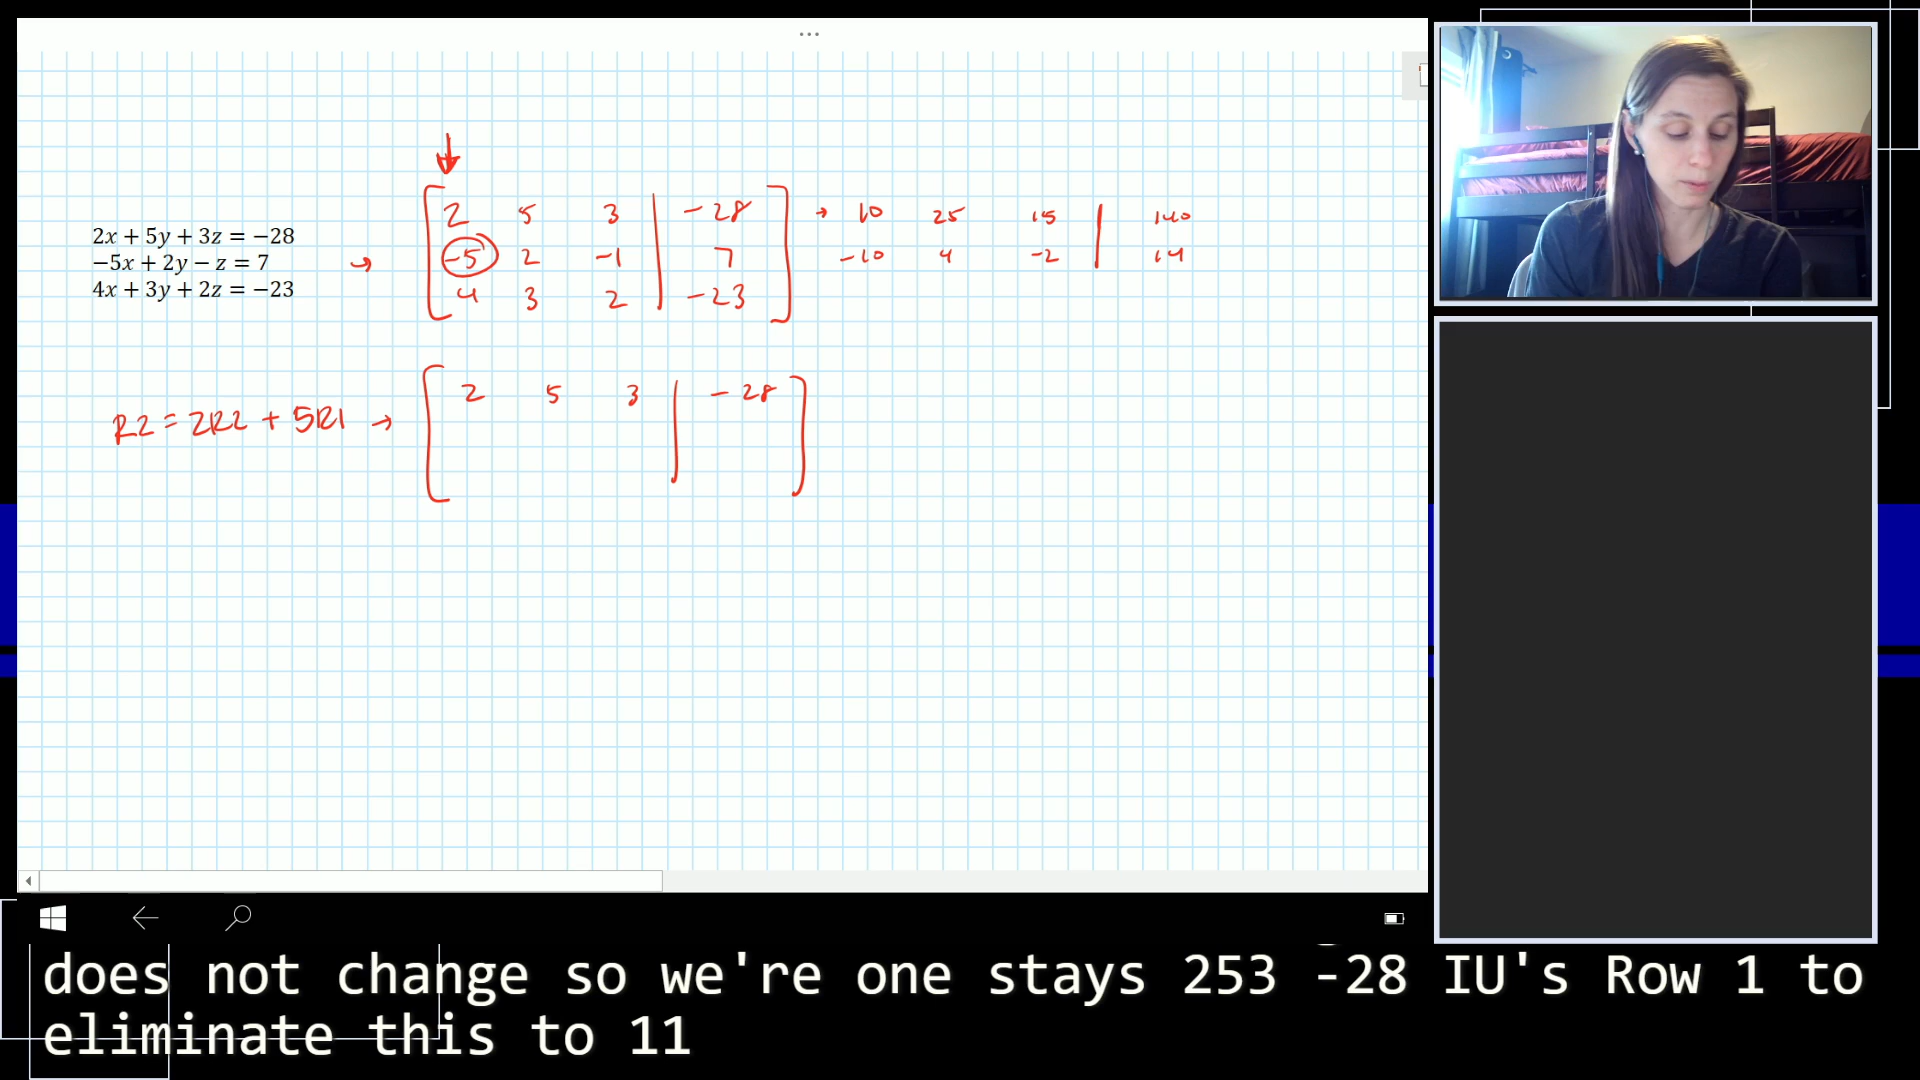 2x + 5y + 3z = −28
−5x + 2y − z = 7
4x + 3y + 2z = −23
2 5 3 | -28 → 10 25 15 | 140
-5 2 -1 | 7 -10 4 -2 | 14
4 3 2 | -23
R2 = 2R2 + 5R1 → 2 5 3 | -28
does not change so we're one stays 253 -28 IU's Row 1 to
eliminate this to 11